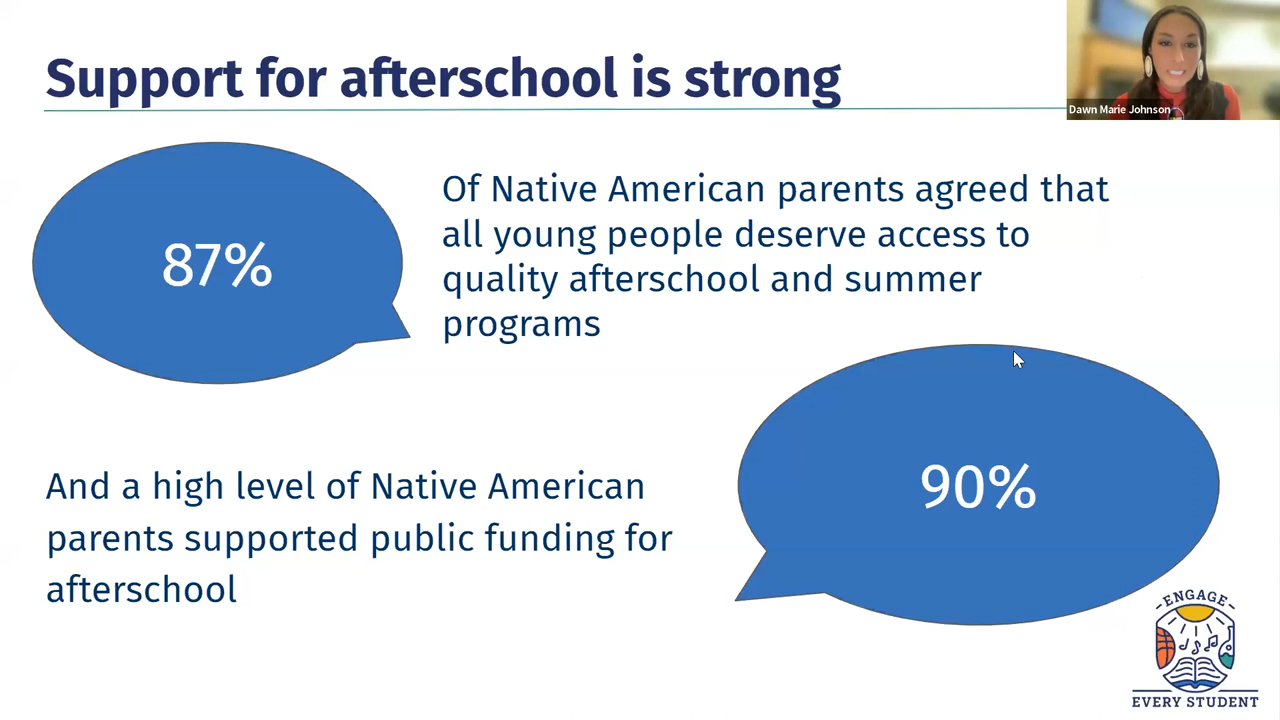 Support for afterschool is strong
Dawn Marie Johnson
87%
Of Native American parents agreed that
all young people deserve access to
quality afterschool and summer
programs
And a high level of Native American
parents supported public funding for
afterschool
90%
ENGAGE
EVERY STUDENT